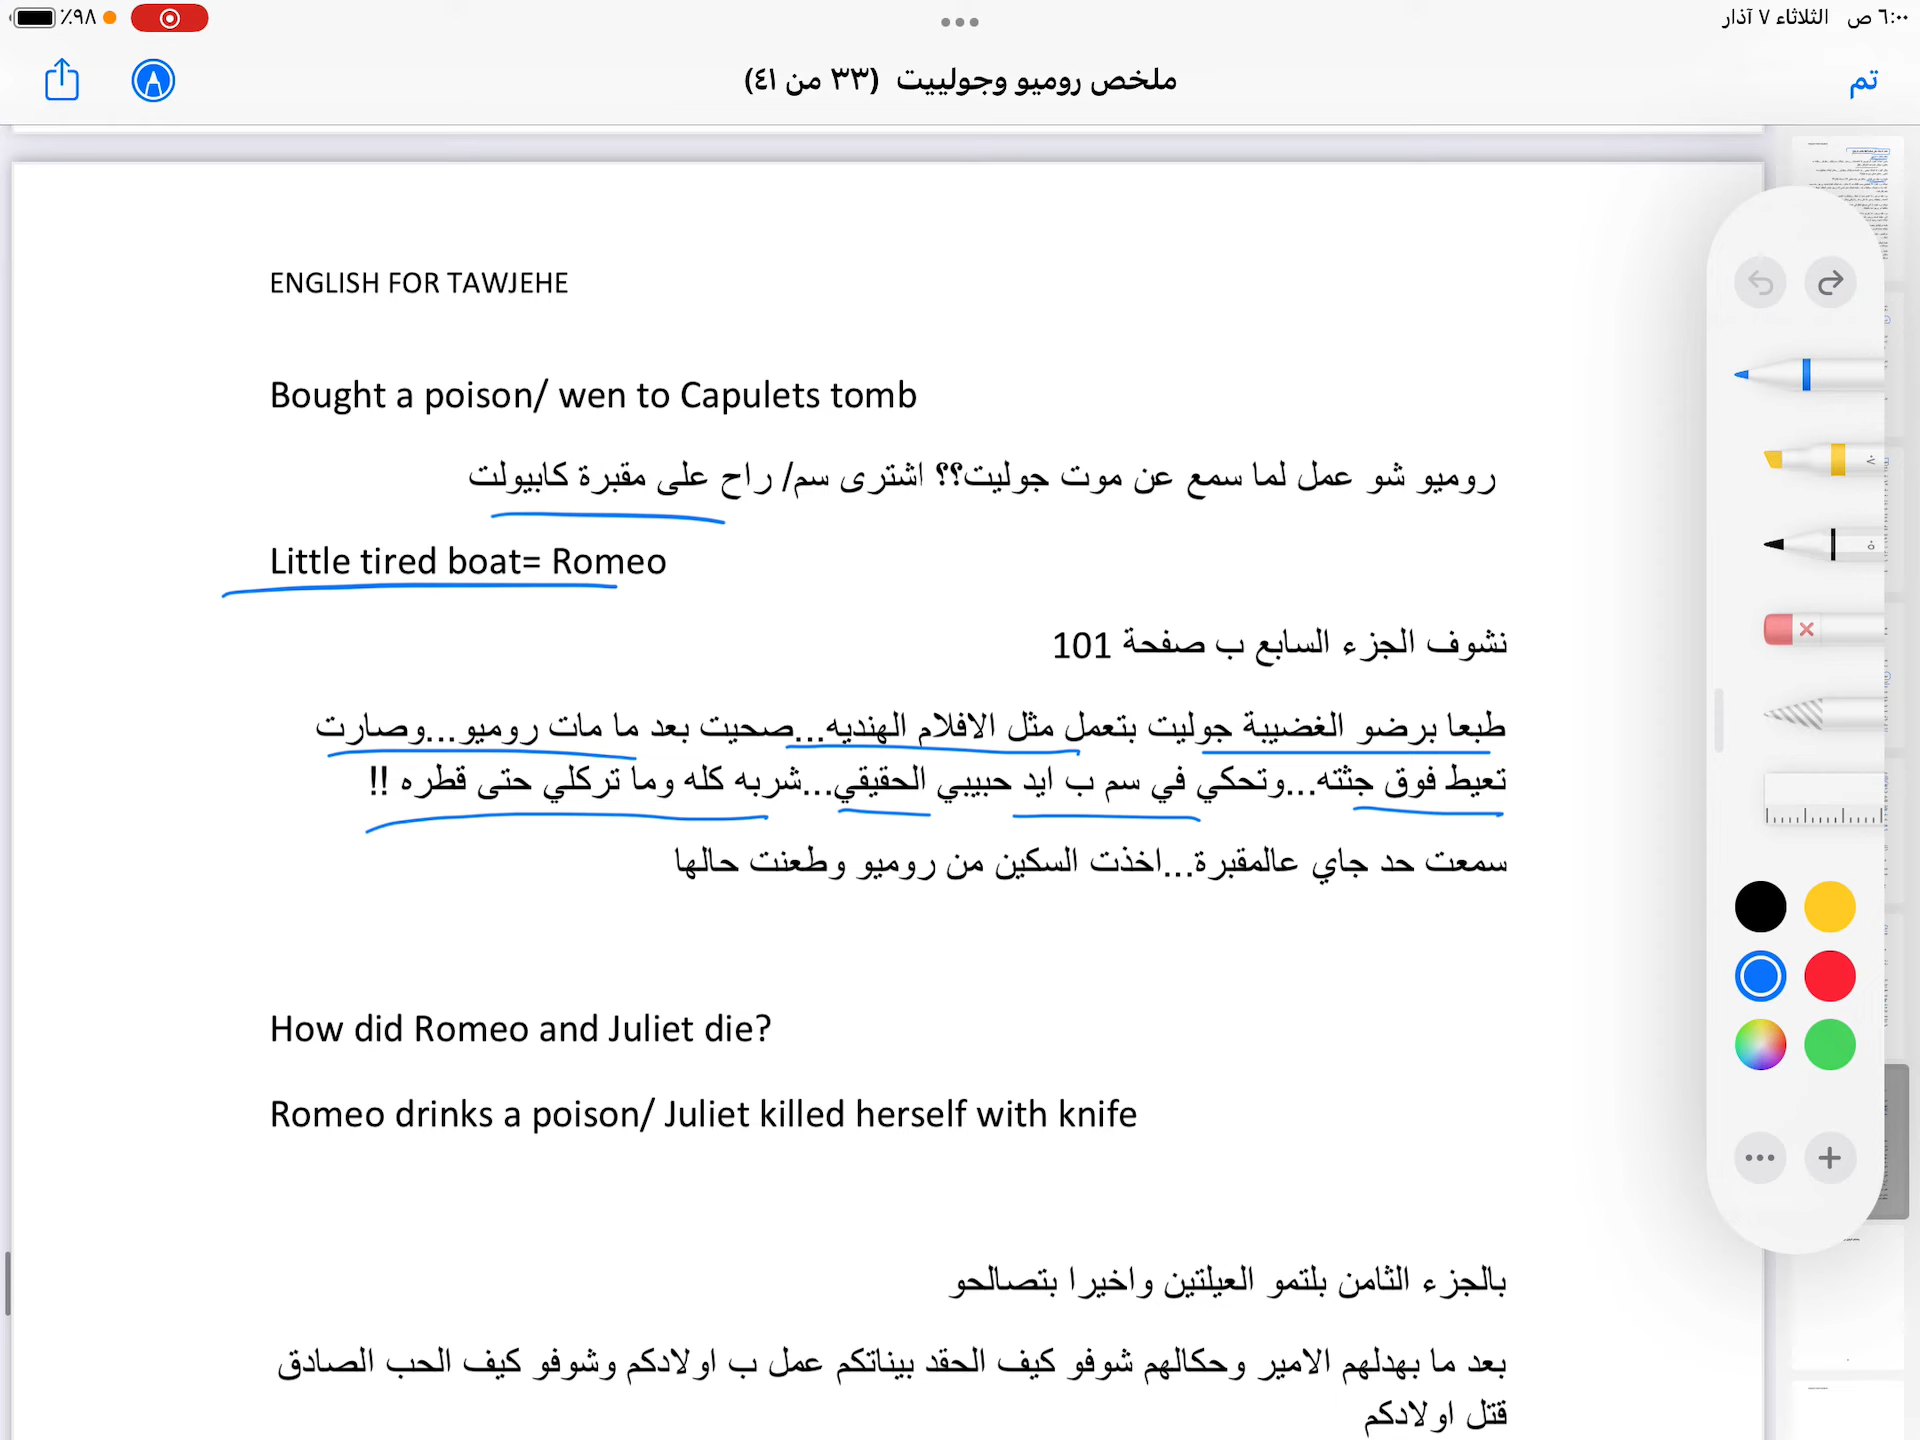 ٪٩٨
٦:٠٠ ص الثلاثاء ٧ آذار
ملخص روميو وجولييت (٣٣ من ٤١)
تم
ENGLISH FOR TAWJEHE
Bought a poison/ wen to Capulets tomb
روميو شو عمل لما سمع عن موت جوليت؟؟ اشترى سم/ راح على مقبرة كابيولت
Little tired boat= Romeo
نشوف الجزء السابع ب صفحة 101
طبعا برضو الغضيبة جوليت بتعمل مثل الافلام الهنديه...صحيت بعد ما مات روميو...وصارت
تعيط فوق جثته...وتحكي في سم ب ايد حبيبي الحقيقي...شربه كله وما تركلي حتى قطره !!
سمعت حد جاي عالمقبرة...اخذت السكين من روميو وطعنت حالها
How did Romeo and Juliet die?
Romeo drinks a poison/ Juliet killed herself with knife
بالجزء الثامن بلتمو العيلتين واخيرا بتصالحو
بعد ما بهدلهم الامير وحكالهم شوفو كيف الحقد بيناتكم عمل ب اولادكم وشوفو كيف الحب الصادق
قتل اولادكم